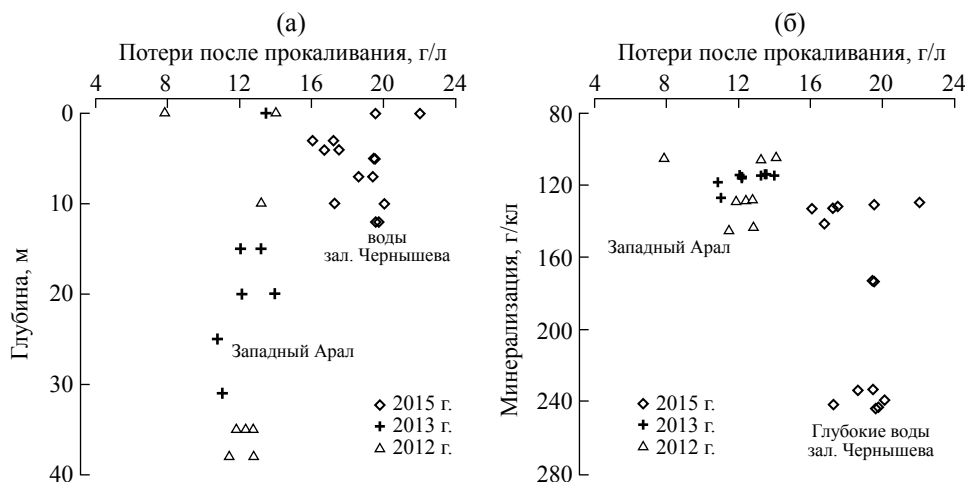 (а)
Потери после прокаливания, г/л
4 8 12 16 20 24
0
10
20
30
40
Глубина, м
воды
зал. Чернышева
Западный Арал
2015 г.
2013 г.
2012 г.
(б)
Потери после прокаливания, г/л
4 8 12 16 20 24
80
120
160
200
240
280
Минерализация, г/кл
Западный Арал
2015 г.
2013 г.
2012 г.
Глубокие воды
зал. Чернышева